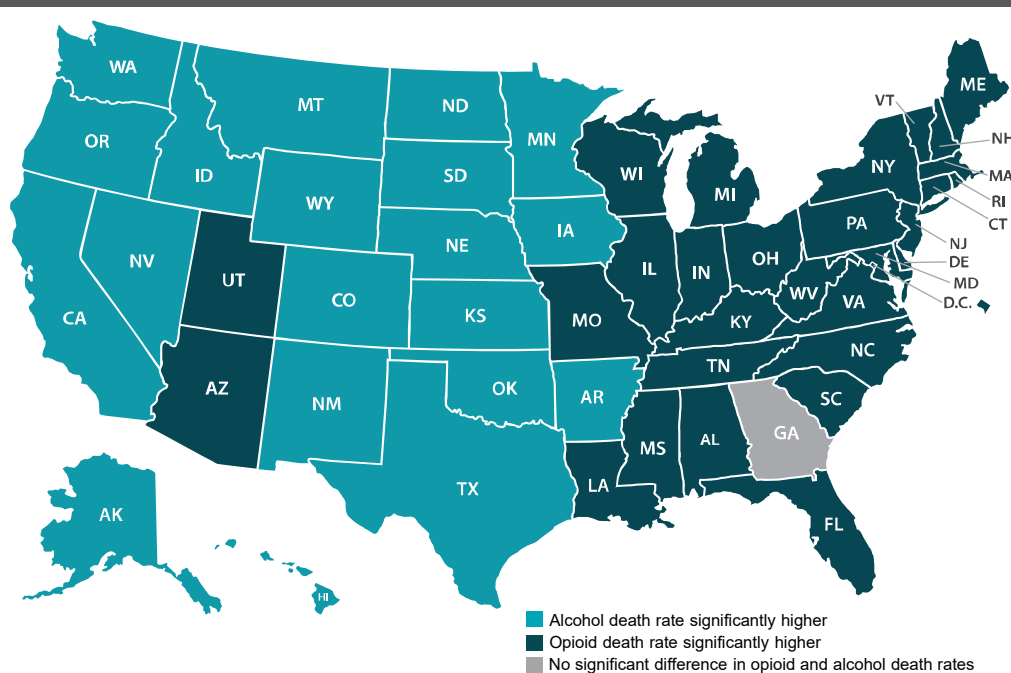 WA
MT
ND
MN
ME
VT
OR
ID
SD
WI
MI
NY
NH
MA
RI
CT
WY
IA
NE
PA
NJ
DE
MD
D.C.
NV
UT
CO
IL
IN
OH
WV
VA
CA
KS
MO
KY
NC
TN
AZ
NM
OK
AR
SC
GA
MS
AL
TX
LA
FL
AK
HI
Alcohol death rate significantly higher
Opioid death rate significantly higher
No significant difference in opioid and alcohol death rates